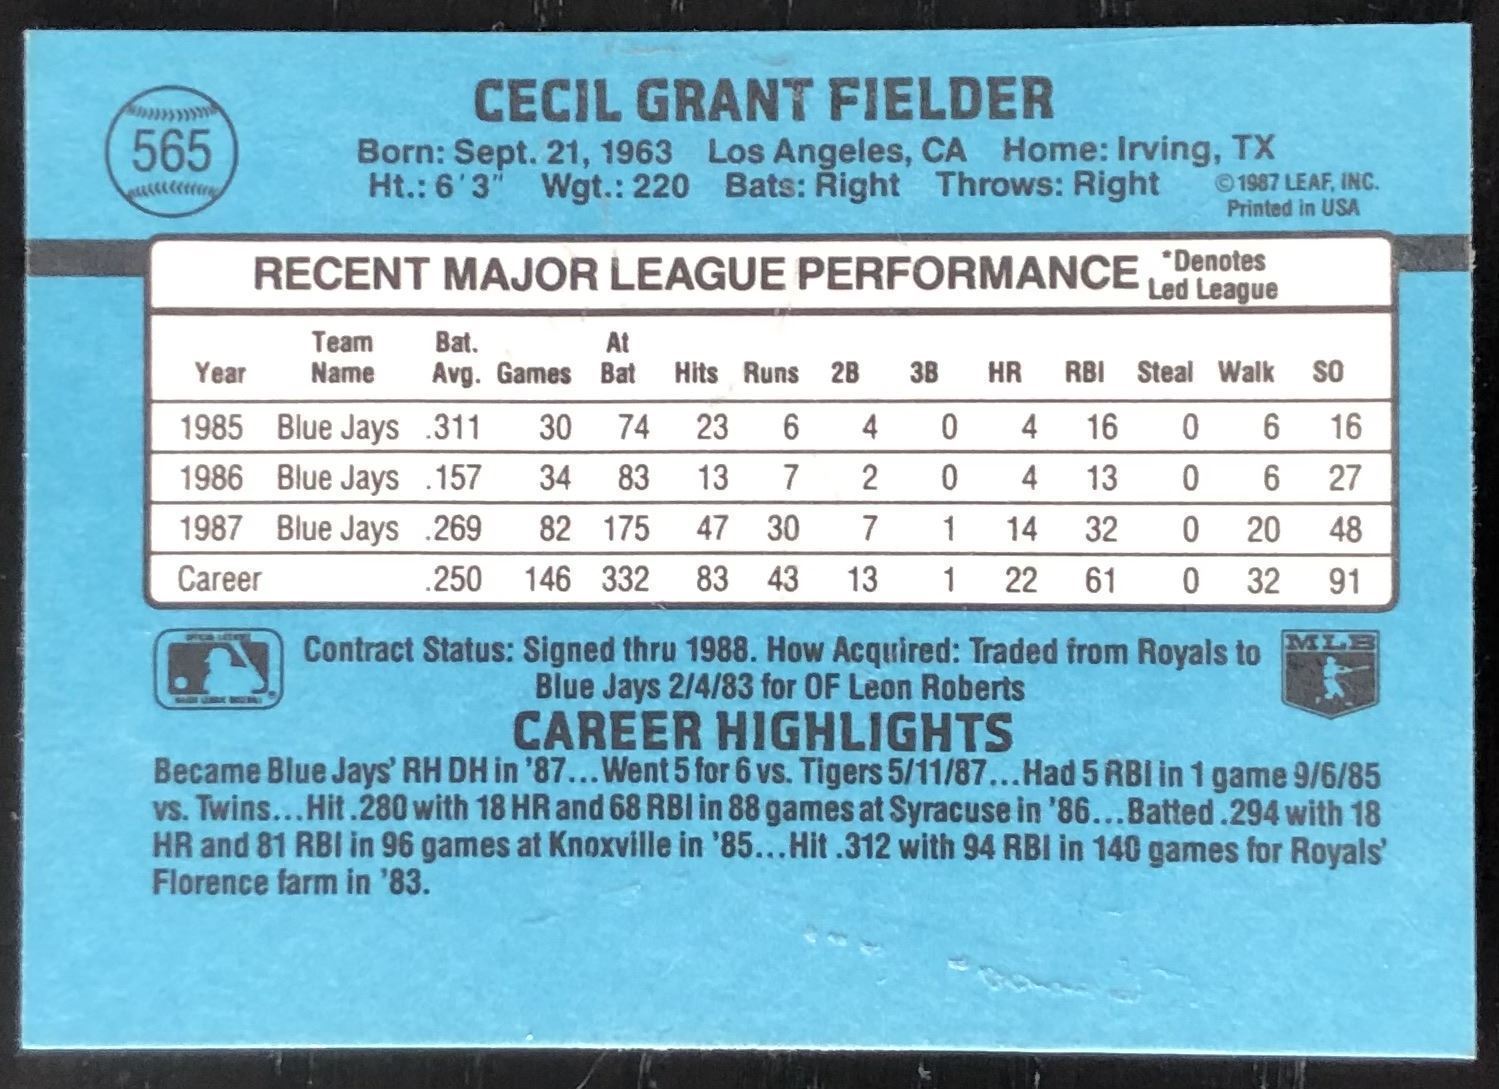 565
CECIL GRANT FIELDER
Born: Sept. 21, 1963 Los Angeles, CA Home: Irving, TX
Ht.: 6'3" Wgt.: 220 Bats: Right Throws: Right
©1987 LEAF, INC.
Printed in USA
RECENT MAJOR LEAGUE PERFORMANCE
*Denotes
Led League
Year Team Name Bat. Avg. Games At Bat Hits Runs 2B 3B HR RBI Steal Walk SO
1985 Blue Jays .311 30 74 23 6 4 0 4 16 0 6 16
1986 Blue Jays .157 34 83 13 7 2 0 4 13 0 6 27
1987 Blue Jays .269 82 175 47 30 7 1 14 32 0 20 48
Career .250 146 332 83 43 13 1 22 61 0 32 91
Contract Status: Signed thru 1988. How Acquired: Traded from Royals to
Blue Jays 2/4/83 for OF Leon Roberts
MLB
CAREER HIGHLIGHTS
Became Blue Jays' RH DH in '87...Went 5 for 6 vs. Tigers 5/11/87...Had 5 RBI in 1 game 9/6/85
vs. Twins...Hit .280 with 18 HR and 68 RBI in 88 games at Syracuse in '86...Batted .294 with 18
HR and 81 RBI in 96 games at Knoxville in '85...Hit .312 with 94 RBI in 140 games for Royals'
Florence farm in '83.